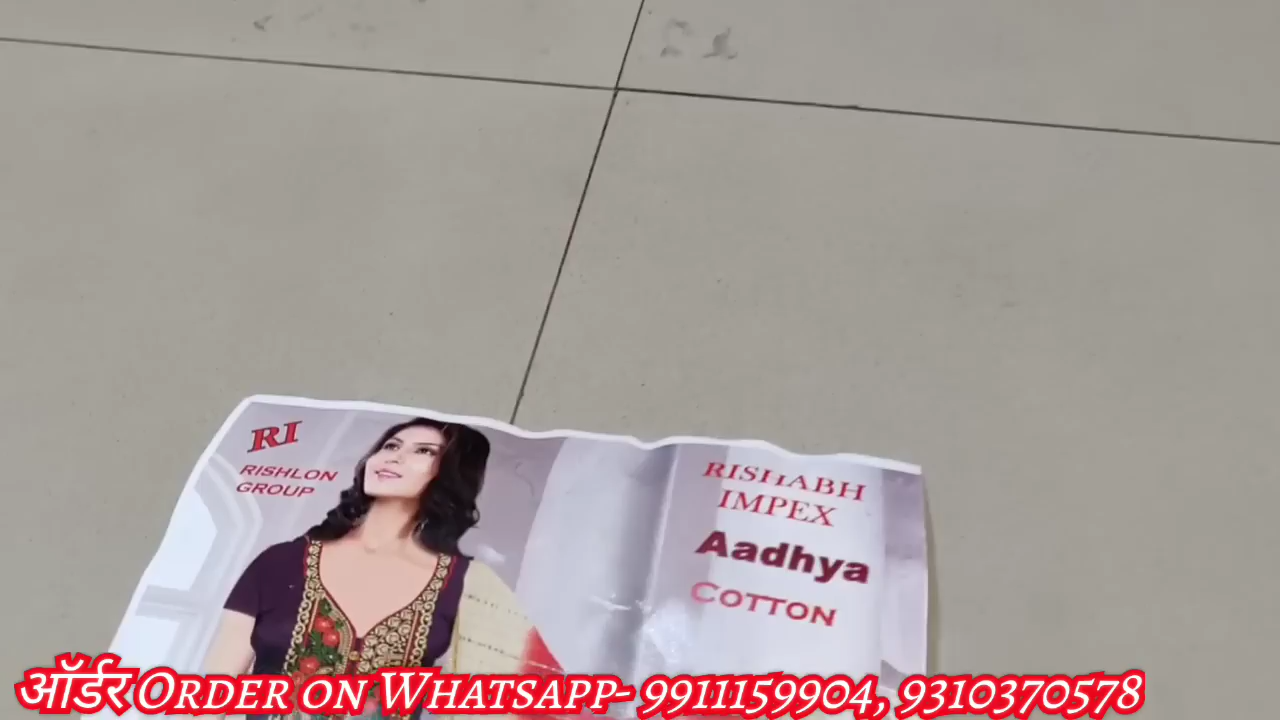 RI
RISHLON
GROUP
RISHABH
IMPEX
Aadhya
COTTON
ऑर्डर ORDER ON WHATSAPP- 9911159904, 9310370578